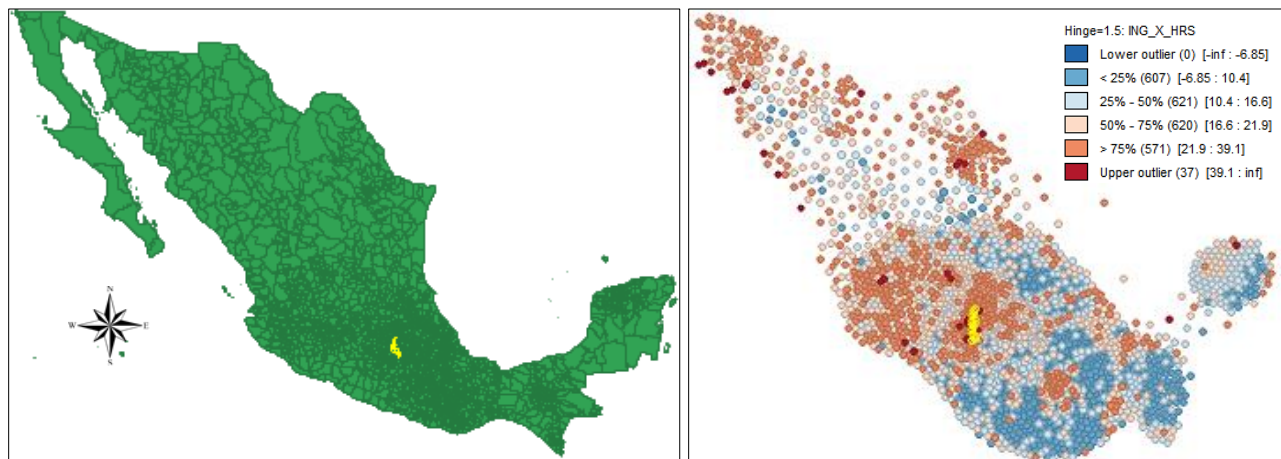 N
W
E
S
Hinge=1.5: ING_X_HRS
Lower outlier (0) [-inf : -6.85]
< 25% (607) [-6.85 : 10.4]
25% - 50% (621) [10.4 : 16.6]
50% - 75% (620) [16.6 : 21.9]
> 75% (571) [21.9 : 39.1]
Upper outlier (37) [39.1 : inf]